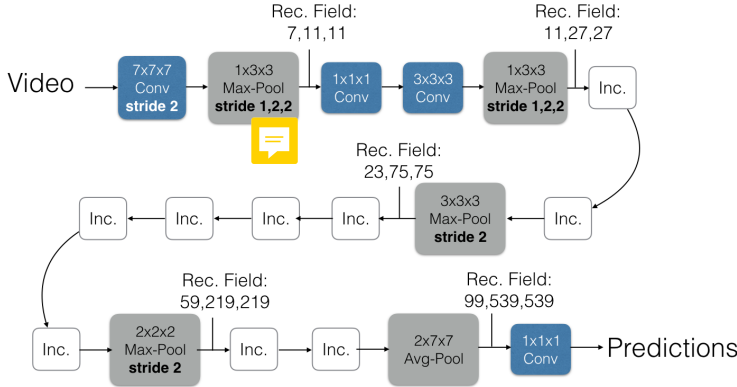 Rec. Field:
7,11,11
Rec. Field:
11,27,27
Video
7x7x7
Conv
stride 2
1x3x3
Max-Pool
stride 1,2,2
1x1x1
Conv
3x3x3
Conv
1x3x3
Max-Pool
stride 1,2,2
Inc.
Rec. Field:
23,75,75
Inc.
Inc.
Inc.
Inc.
3x3x3
Max-Pool
stride 2
Inc.
Rec. Field:
59,219,219
Rec. Field:
99,539,539
Inc.
2x2x2
Max-Pool
stride 2
Inc.
Inc.
2x7x7
Avg-Pool
1x1x1
Conv
Predictions